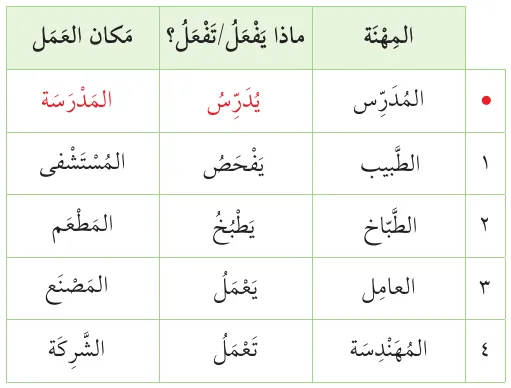 المِهْنَة ماذا يَفْعَلُ/تَفْعَلُ؟ مَكان العَمَل
• المُدَرِّس يُدَرِّسُ المَدْرَسَة
١ الطَّبيب يَفْحَصُ المُسْتَشْفى
٢ الطَّبّاخ يَطْبُخُ المَطْعَم
٣ العامِل يَعْمَلُ المَصْنَع
٤ المُهَنْدِسَة تَعْمَلُ الشَّرِكَة